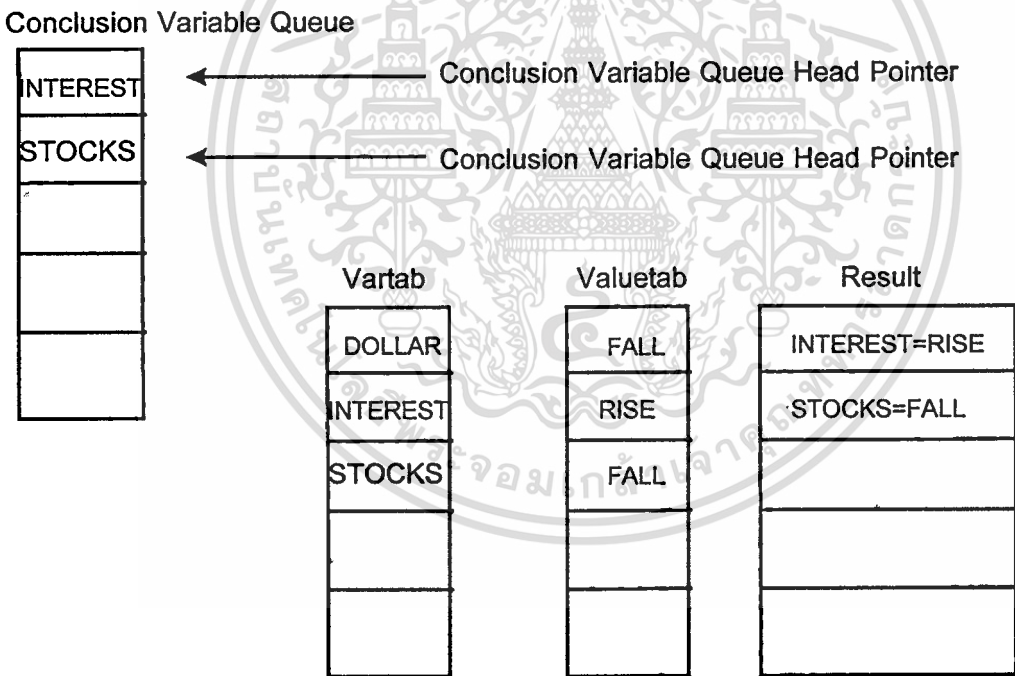 Conclusion Variable Queue
INTEREST
Conclusion Variable Queue Head Pointer
STOCKS
Conclusion Variable Queue Head Pointer
Vartab
Valuetab
Result
DOLLAR
FALL
INTEREST=RISE
INTEREST
RISE
STOCKS=FALL
STOCKS
FALL